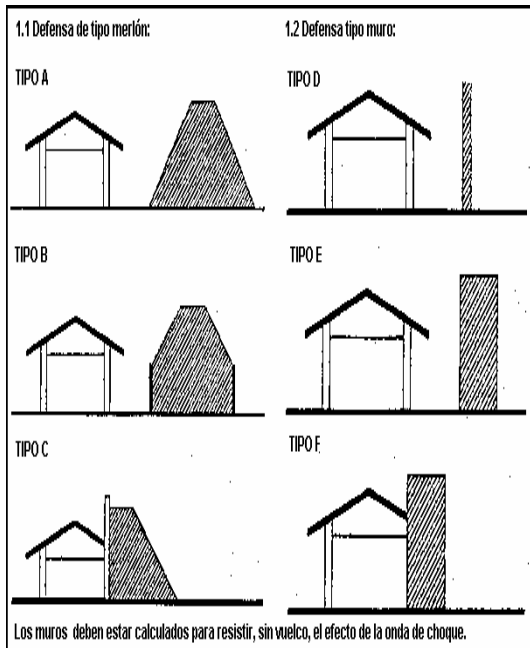 1.1 Defensa de tipo merlón:
TIPO A
TIPO B
TIPO C
1.2 Defensa tipo muro:
TIPO D
TIPO E
TIPO F
Los muros deben estar calculados para resistir, sin vuelco, el efecto de la onda de choque.